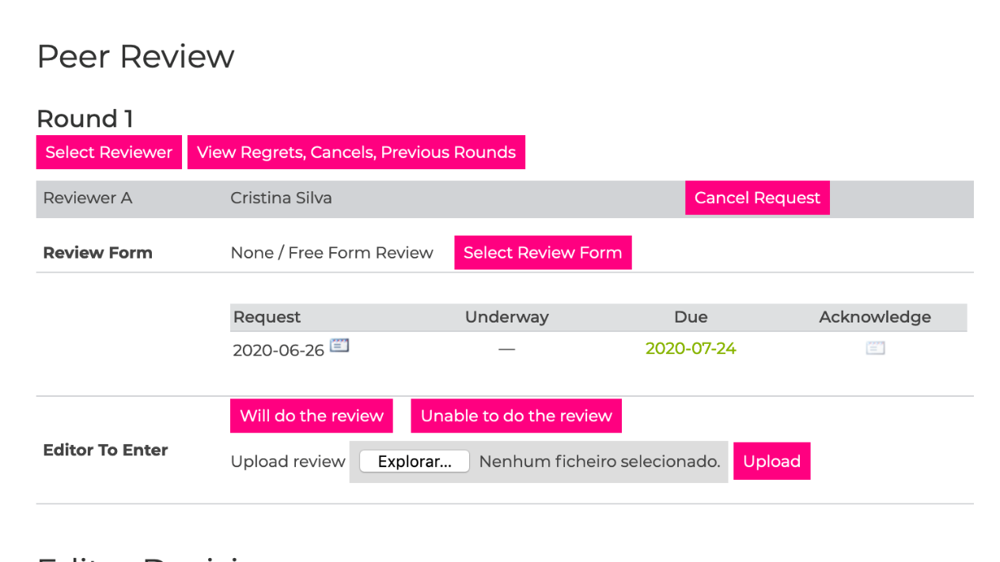 Peer Review
Round 1
Select Reviewer View Regrets, Cancels, Previous Rounds
Reviewer A Cristina Silva Cancel Request
Review Form None / Free Form Review Select Review Form
Request Underway Due Acknowledge
2020-06-26 — 2020-07-24
Will do the review Unable to do the review
Editor To Enter
Upload review Explorar... Nenhum ficheiro selecionado. Upload